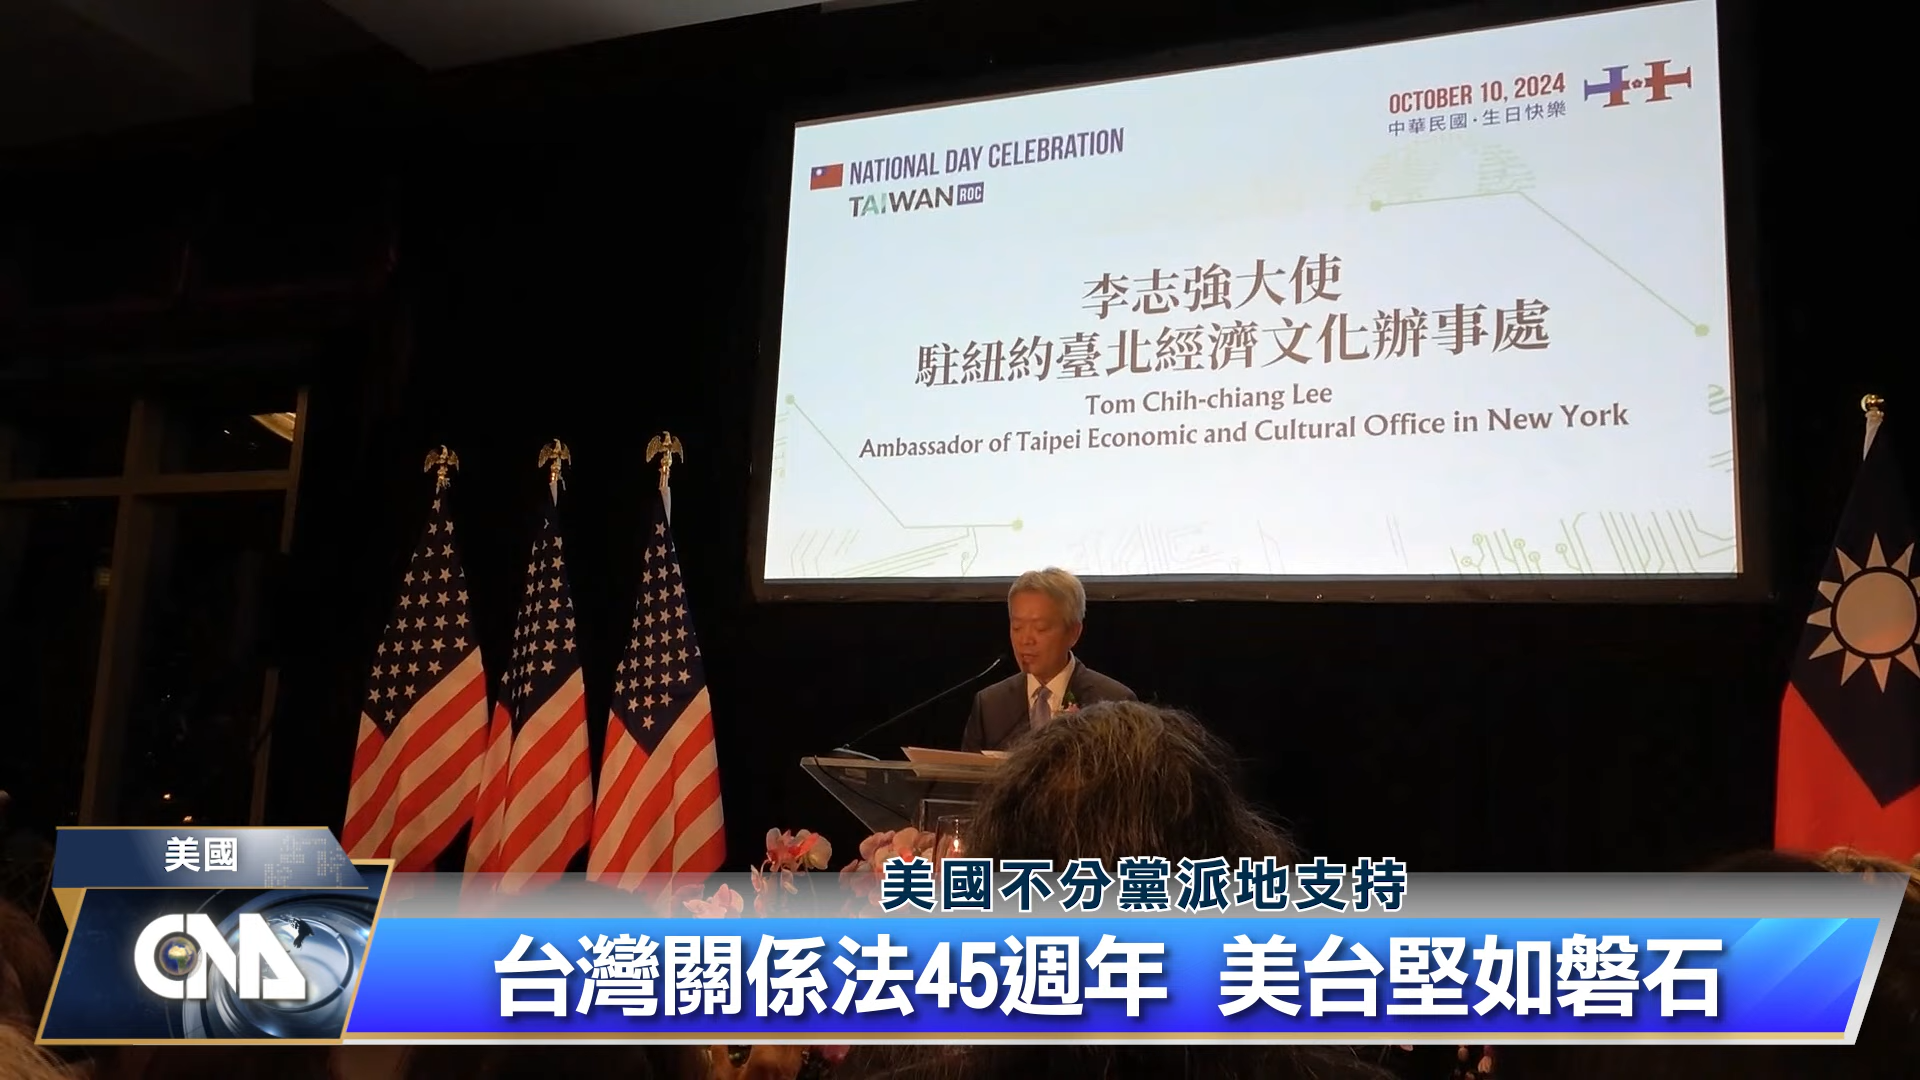 OCTOBER 10, 2024
中華民國·生日快樂
NATIONAL DAY CELEBRATION
TAIWAN ROC
李志強大使
駐紐約臺北經濟文化辦事處
Tom Chih-chiang Lee
Ambassador of Taipei Economic and Cultural Office in New York
美國
CNA
美國不分黨派地支持
台灣關係法45週年 美台堅如磐石